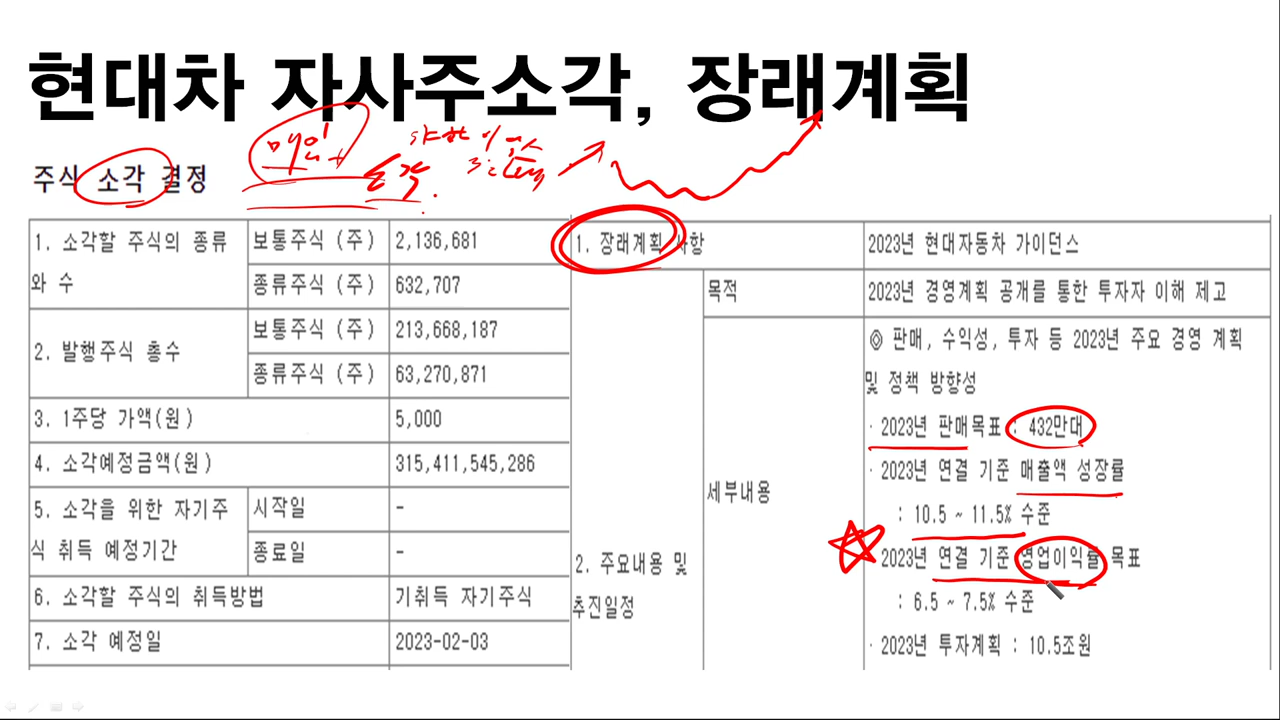 현대차 자사주소각, 장래계획
매입
소각
주식 소각 결정
1. 소각할 주식의 종류
와 수
보통주식 (주) 2,136,681
종류주식 (주) 632,707
2. 발행주식 총수
보통주식 (주) 213,668,187
종류주식 (주) 63,270,871
3. 1주당 가액(원) 5,000
4. 소각예정금액(원) 315,411,545,286
5. 소각을 위한 자기주
식 취득 예정기간
시작일 -
종료일 -
6. 소각할 주식의 취득방법 기취득 자기주식
7. 소각 예정일 2023-02-03
1. 장래계획 사항 2023년 현대자동차 가이던스
2. 주요내용 및
추진일정
목적 2023년 경영계획 공개를 통한 투자자 이해 제고
세부내용
◎ 판매, 수익성, 투자 등 2023년 주요 경영 계획
및 정책 방향성
· 2023년 판매목표 : 432만대
· 2023년 연결 기준 매출액 성장률
: 10.5 ~ 11.5% 수준
· 2023년 연결 기준 영업이익률 목표
: 6.5 ~ 7.5% 수준
· 2023년 투자계획 : 10.5조원